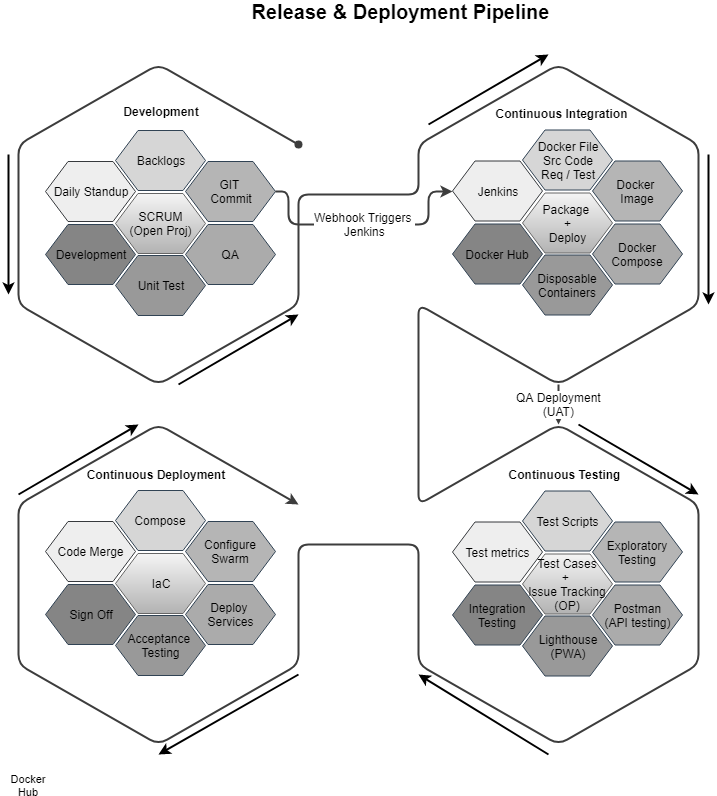 Release & Deployment Pipeline
Development
Backlogs
Daily Standup
GIT
Commit
SCRUM
(Open Proj)
Development
QA
Unit Test
Webhook Triggers
Jenkins
Continuous Integration
Docker File
Src Code
Req / Test
Jenkins
Docker
Image
Package
+
Deploy
Docker Hub
Docker
Compose
Disposable
Containers
QA Deployment
(UAT)
Continuous Deployment
Compose
Code Merge
Configure
Swarm
IaC
Sign Off
Deploy
Services
Acceptance
Testing
Continuous Testing
Test Scripts
Test metrics
Exploratory
Testing
Test Cases
+
Issue Tracking
(OP)
Integration
Testing
Postman
(API testing)
Lighthouse
(PWA)
Docker
Hub